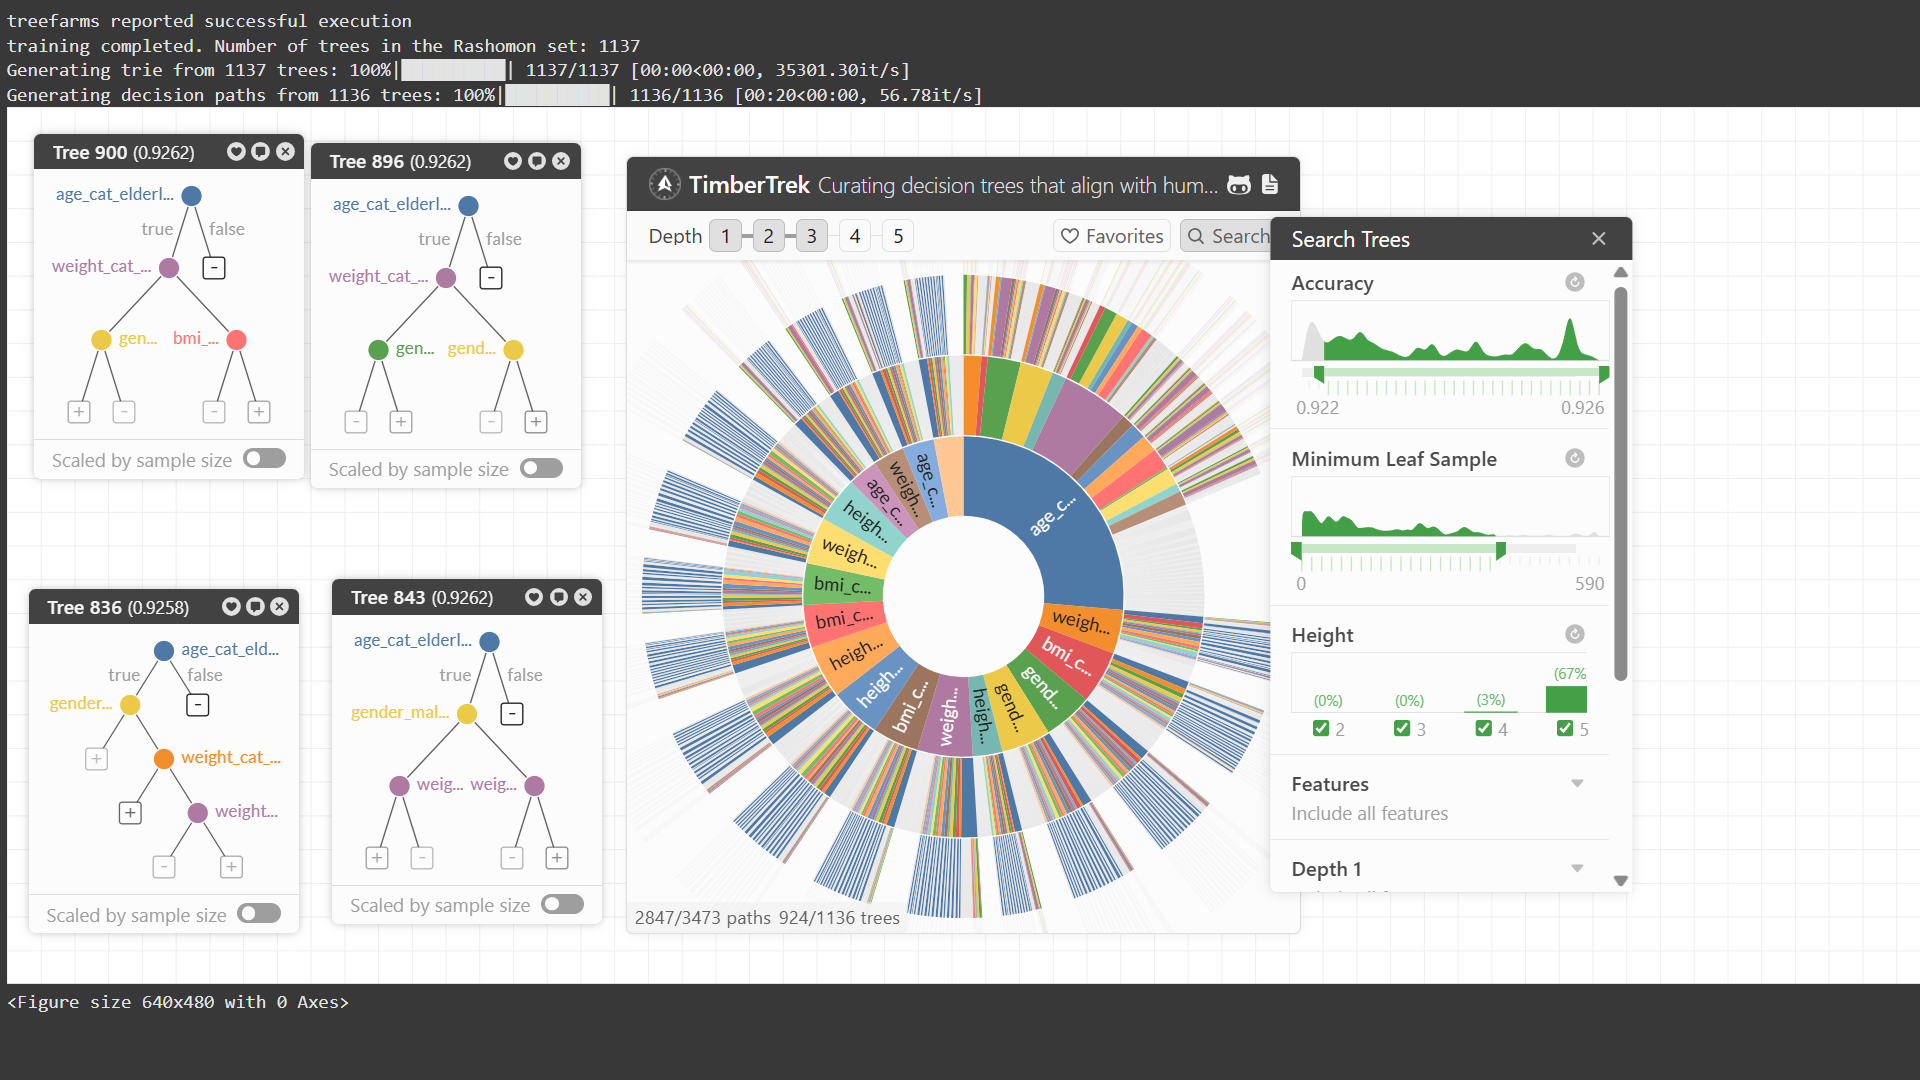 treefarms reported successful execution
training completed. Number of trees in the Rashomon set: 1137
Generating trie from 1137 trees: 100%|██████████| 1137/1137 [00:00<00:00, 35301.30it/s]
Generating decision paths from 1136 trees: 100%|██████████| 1136/1136 [00:20<00:00, 56.78it/s]
Tree 900 (0.9262)
age_cat_elderl...
true false
weight_cat_... -
gen... bmi_...
+ - - +
Scaled by sample size
Tree 896 (0.9262)
age_cat_elderl...
true false
weight_cat_... -
gen... gend...
- + - +
Scaled by sample size
Tree 836 (0.9258)
age_cat_eld...
true false
gender... -
+ weight_cat_...
+ weight...
- +
Scaled by sample size
Tree 843 (0.9262)
age_cat_elderl...
true false
gender_mal... -
weig... weig...
+ - - +
Scaled by sample size
TimberTrek Curating decision trees that align with hum...
Depth 1 2 3 4 5 Favorites Search
age_c...
weigh...
bmi_c...
gend...
gend...
heigh...
weigh...
bmi_c...
heigh...
heigh...
bmi_c...
bmi_c...
weigh...
heigh...
age_c...
weigh...
age_c...
2847/3473 paths 924/1136 trees
Search Trees
Accuracy
0.922 0.926
Minimum Leaf Sample
0 590
Height
(0%) (0%) (3%) (67%
2 3 4 5
Features
Include all features
Depth 1
<Figure size 640x480 with 0 Axes>